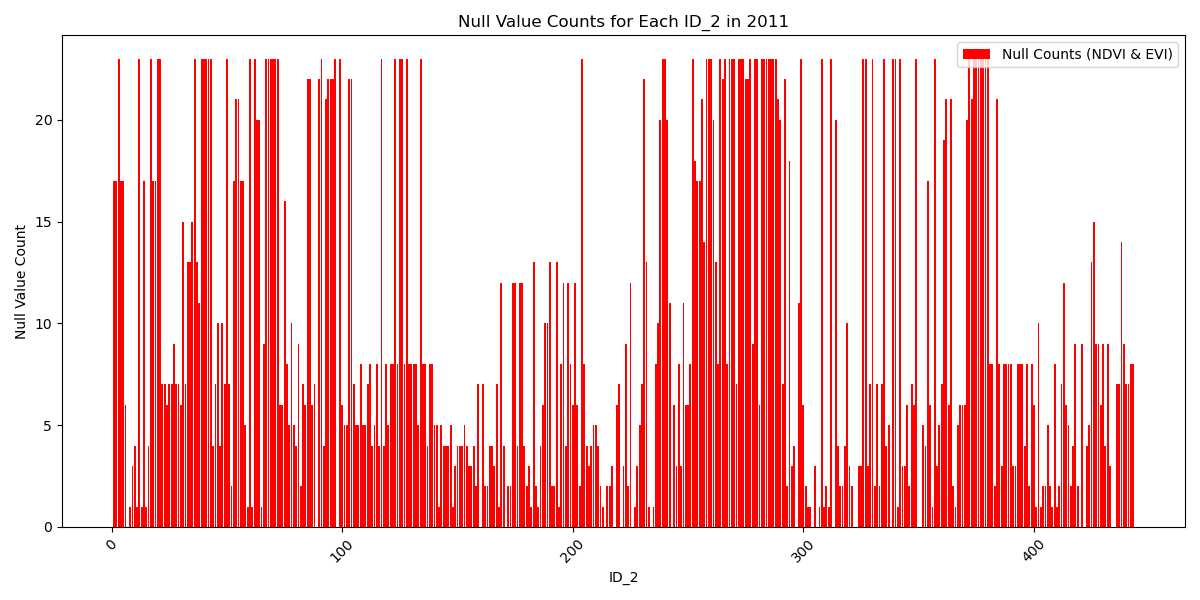 Null Value Counts for Each ID_2 in 2011
Null Counts (NDVI & EVI)
Null Value Count
20
15
10
5
0
0
100
200
300
400
ID_2